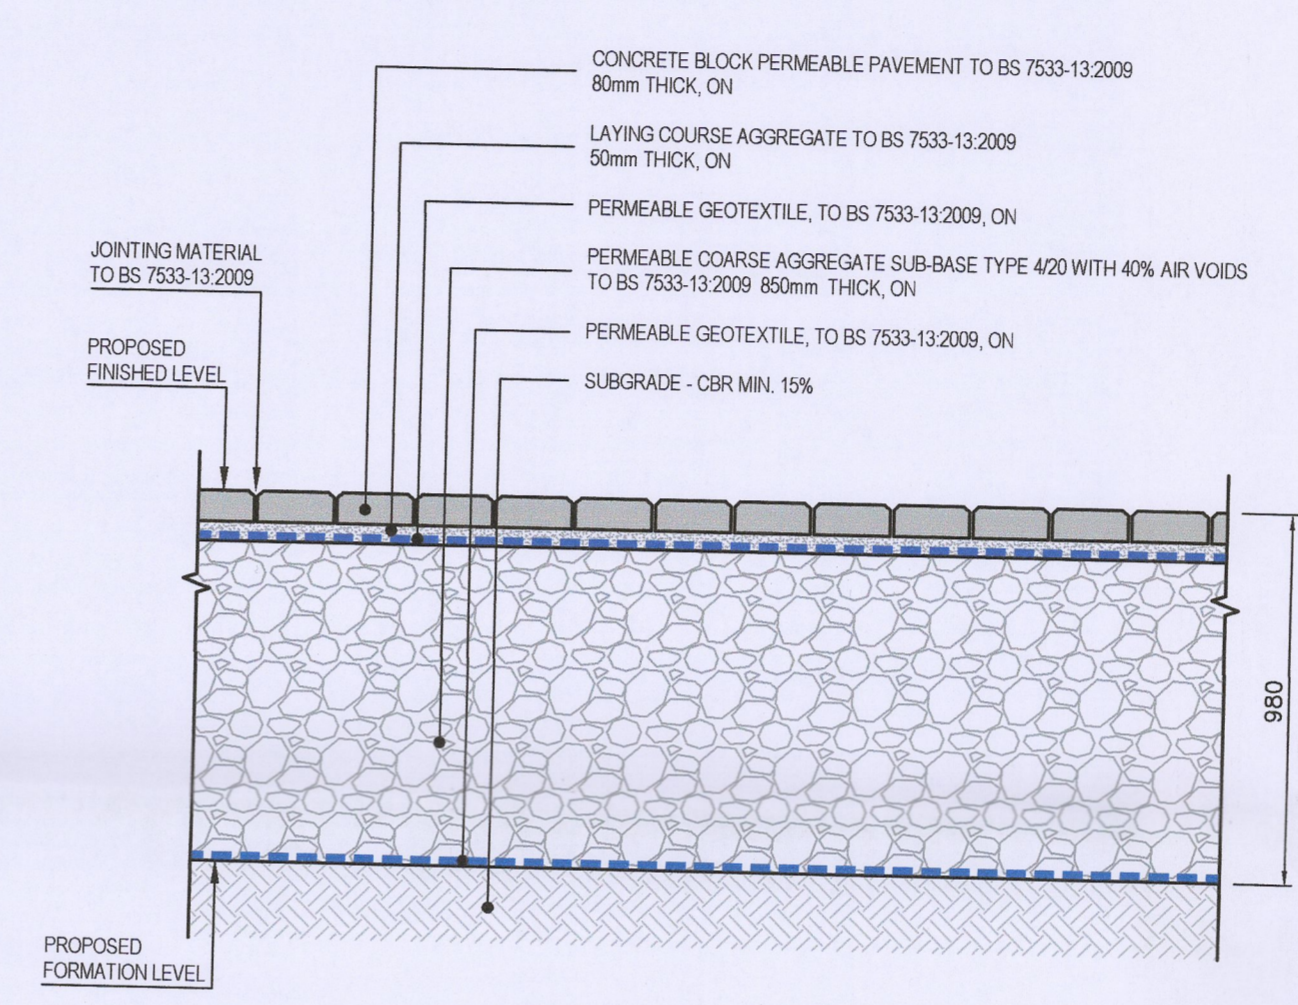 CONCRETE BLOCK PERMEABLE PAVEMENT TO BS 7533-13:2009
80mm THICK, ON
LAYING COURSE AGGREGATE TO BS 7533-13:2009
50mm THICK, ON
PERMEABLE GEOTEXTILE, TO BS 7533-13:2009, ON
PERMEABLE COARSE AGGREGATE SUB-BASE TYPE 4/20 WITH 40% AIR VOIDS
TO BS 7533-13:2009 850mm THICK, ON
PERMEABLE GEOTEXTILE, TO BS 7533-13:2009, ON
SUBGRADE - CBR MIN. 15%
JOINTING MATERIAL
TO BS 7533-13:2009
PROPOSED
FINISHED LEVEL
980
PROPOSED
FORMATION LEVEL